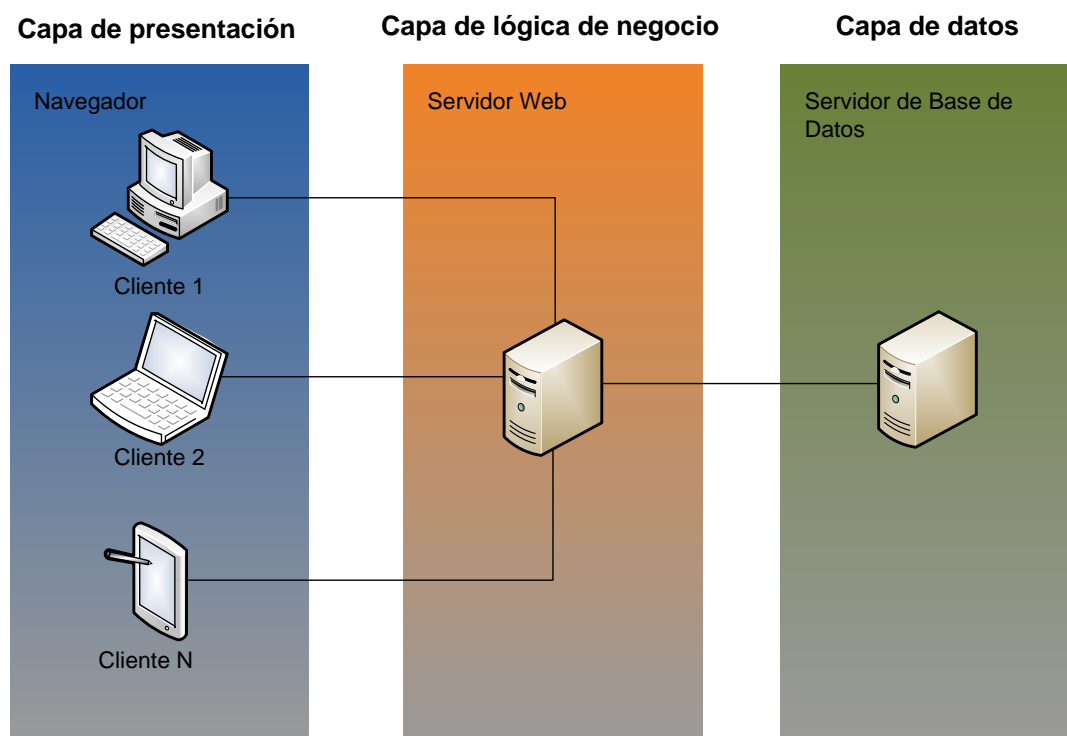 Capa de presentación
Capa de lógica de negocio
Capa de datos
Navegador
Cliente 1
Cliente 2
Cliente N
Servidor Web
Servidor de Base de
Datos